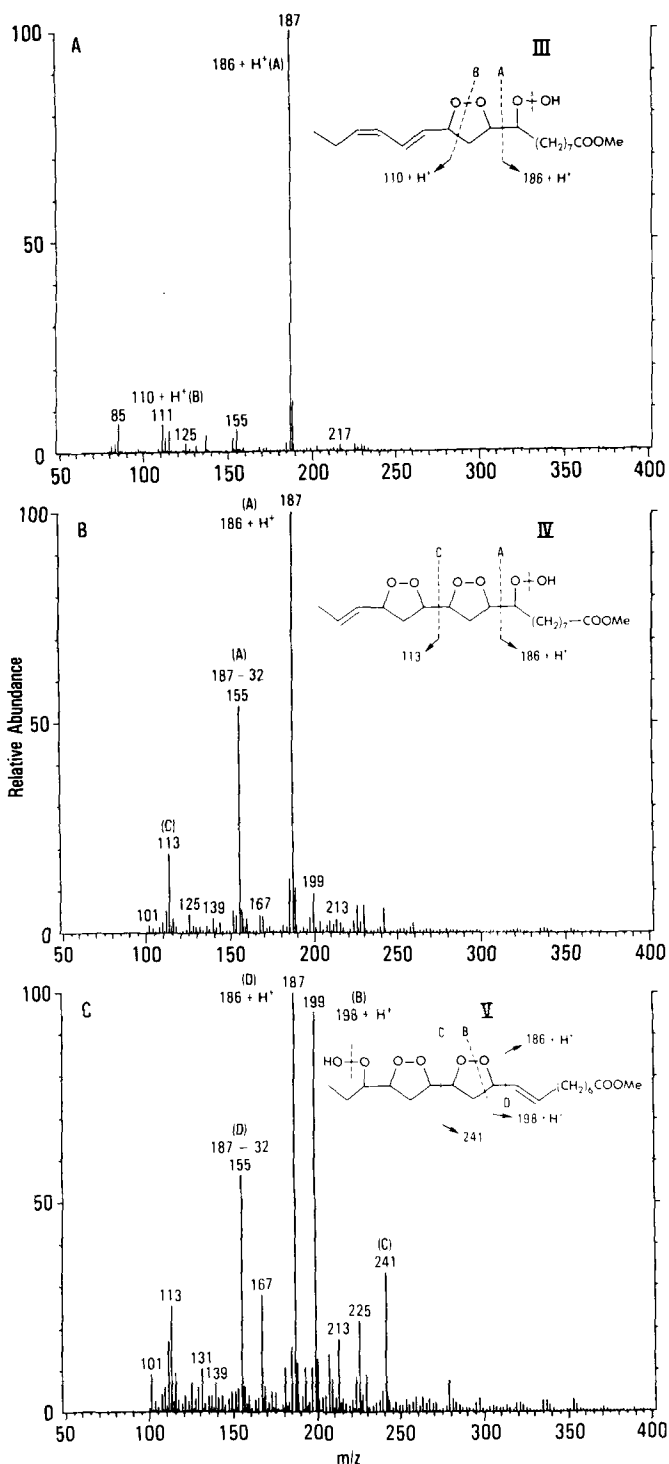 A
III
187
186 + H⁺(A)
B A
O–O O OH
(CH₂)₇COOMe
110 + H⁺ 186 + H⁺
110 + H⁺(B)
85 111 125 155 217
100
50
0
50 100 150 200 250 300 350 400
B
IV
(A) 187
186 + H⁺
C A
O–O O–O O OH
(CH₂)₇—COOMe
113 186 + H⁺
(A)
187 – 32
155
(C)
113
101 125 139 167 199 213
100
50
0
50 100 150 200 250 300 350 400
Relative Abundance
C
V
(D) 187
186 + H⁺
199 (B)
198 + H⁺
C B
186 + H⁺
HO O O–O O–O
(CH₂)₆COOMe
D
198 + H⁺
241
(D)
187 – 32
155
(C)
241
101 113 131 139 167 213 225
100
50
0
100 150 200 250 300 350 400
m/z